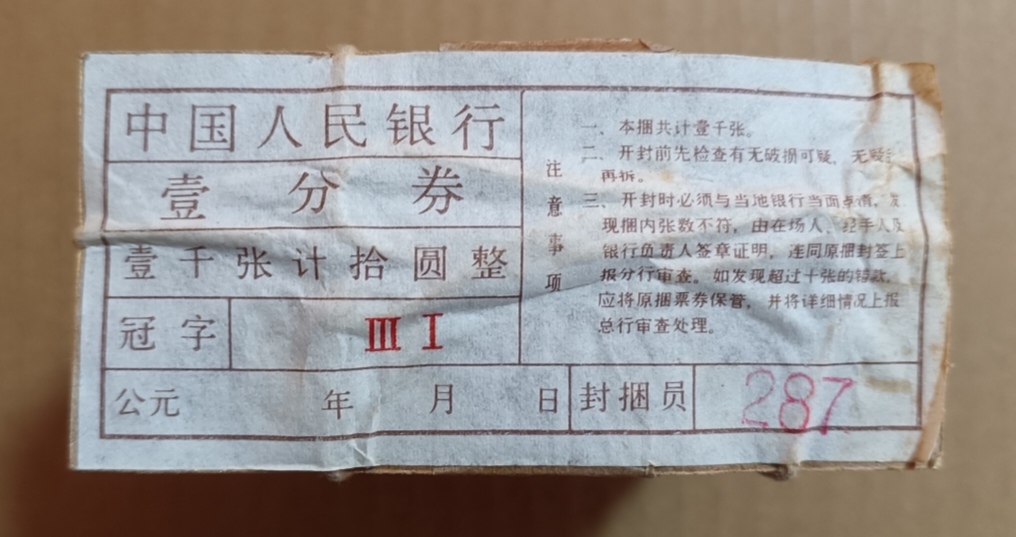 中国人民银行
壹分券
壹千张计拾圆整
冠字 ⅢⅠ
公元 年 月 日 封捆员 287
注意事项
一、本捆共计壹千张。
二、开封前先检查有无破损可疑，无疑
再拆。
三、开封时必须与当地银行当面点清，发
现捆内张数不符，由在场人、经手人及
银行负责人签章证明，连同原捆封签上
报分行审查。如发现超过十张的错款，
应将原捆票券保管，并将详细情况上报
总行审查处理。